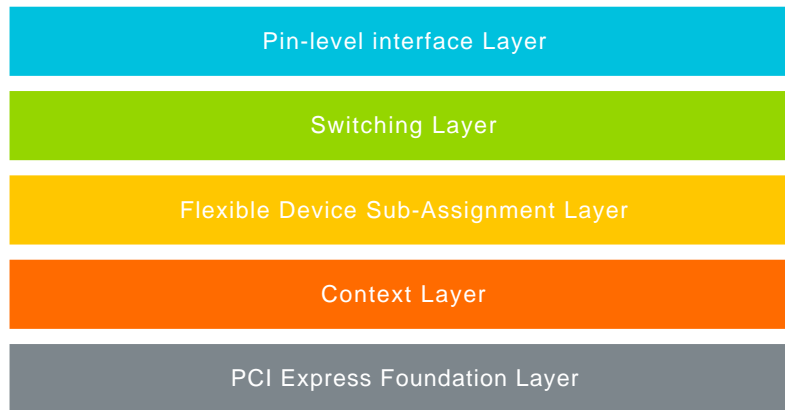 Pin-level interface Layer
Switching Layer
Flexible Device Sub-Assignment Layer
Context Layer
PCI Express Foundation Layer